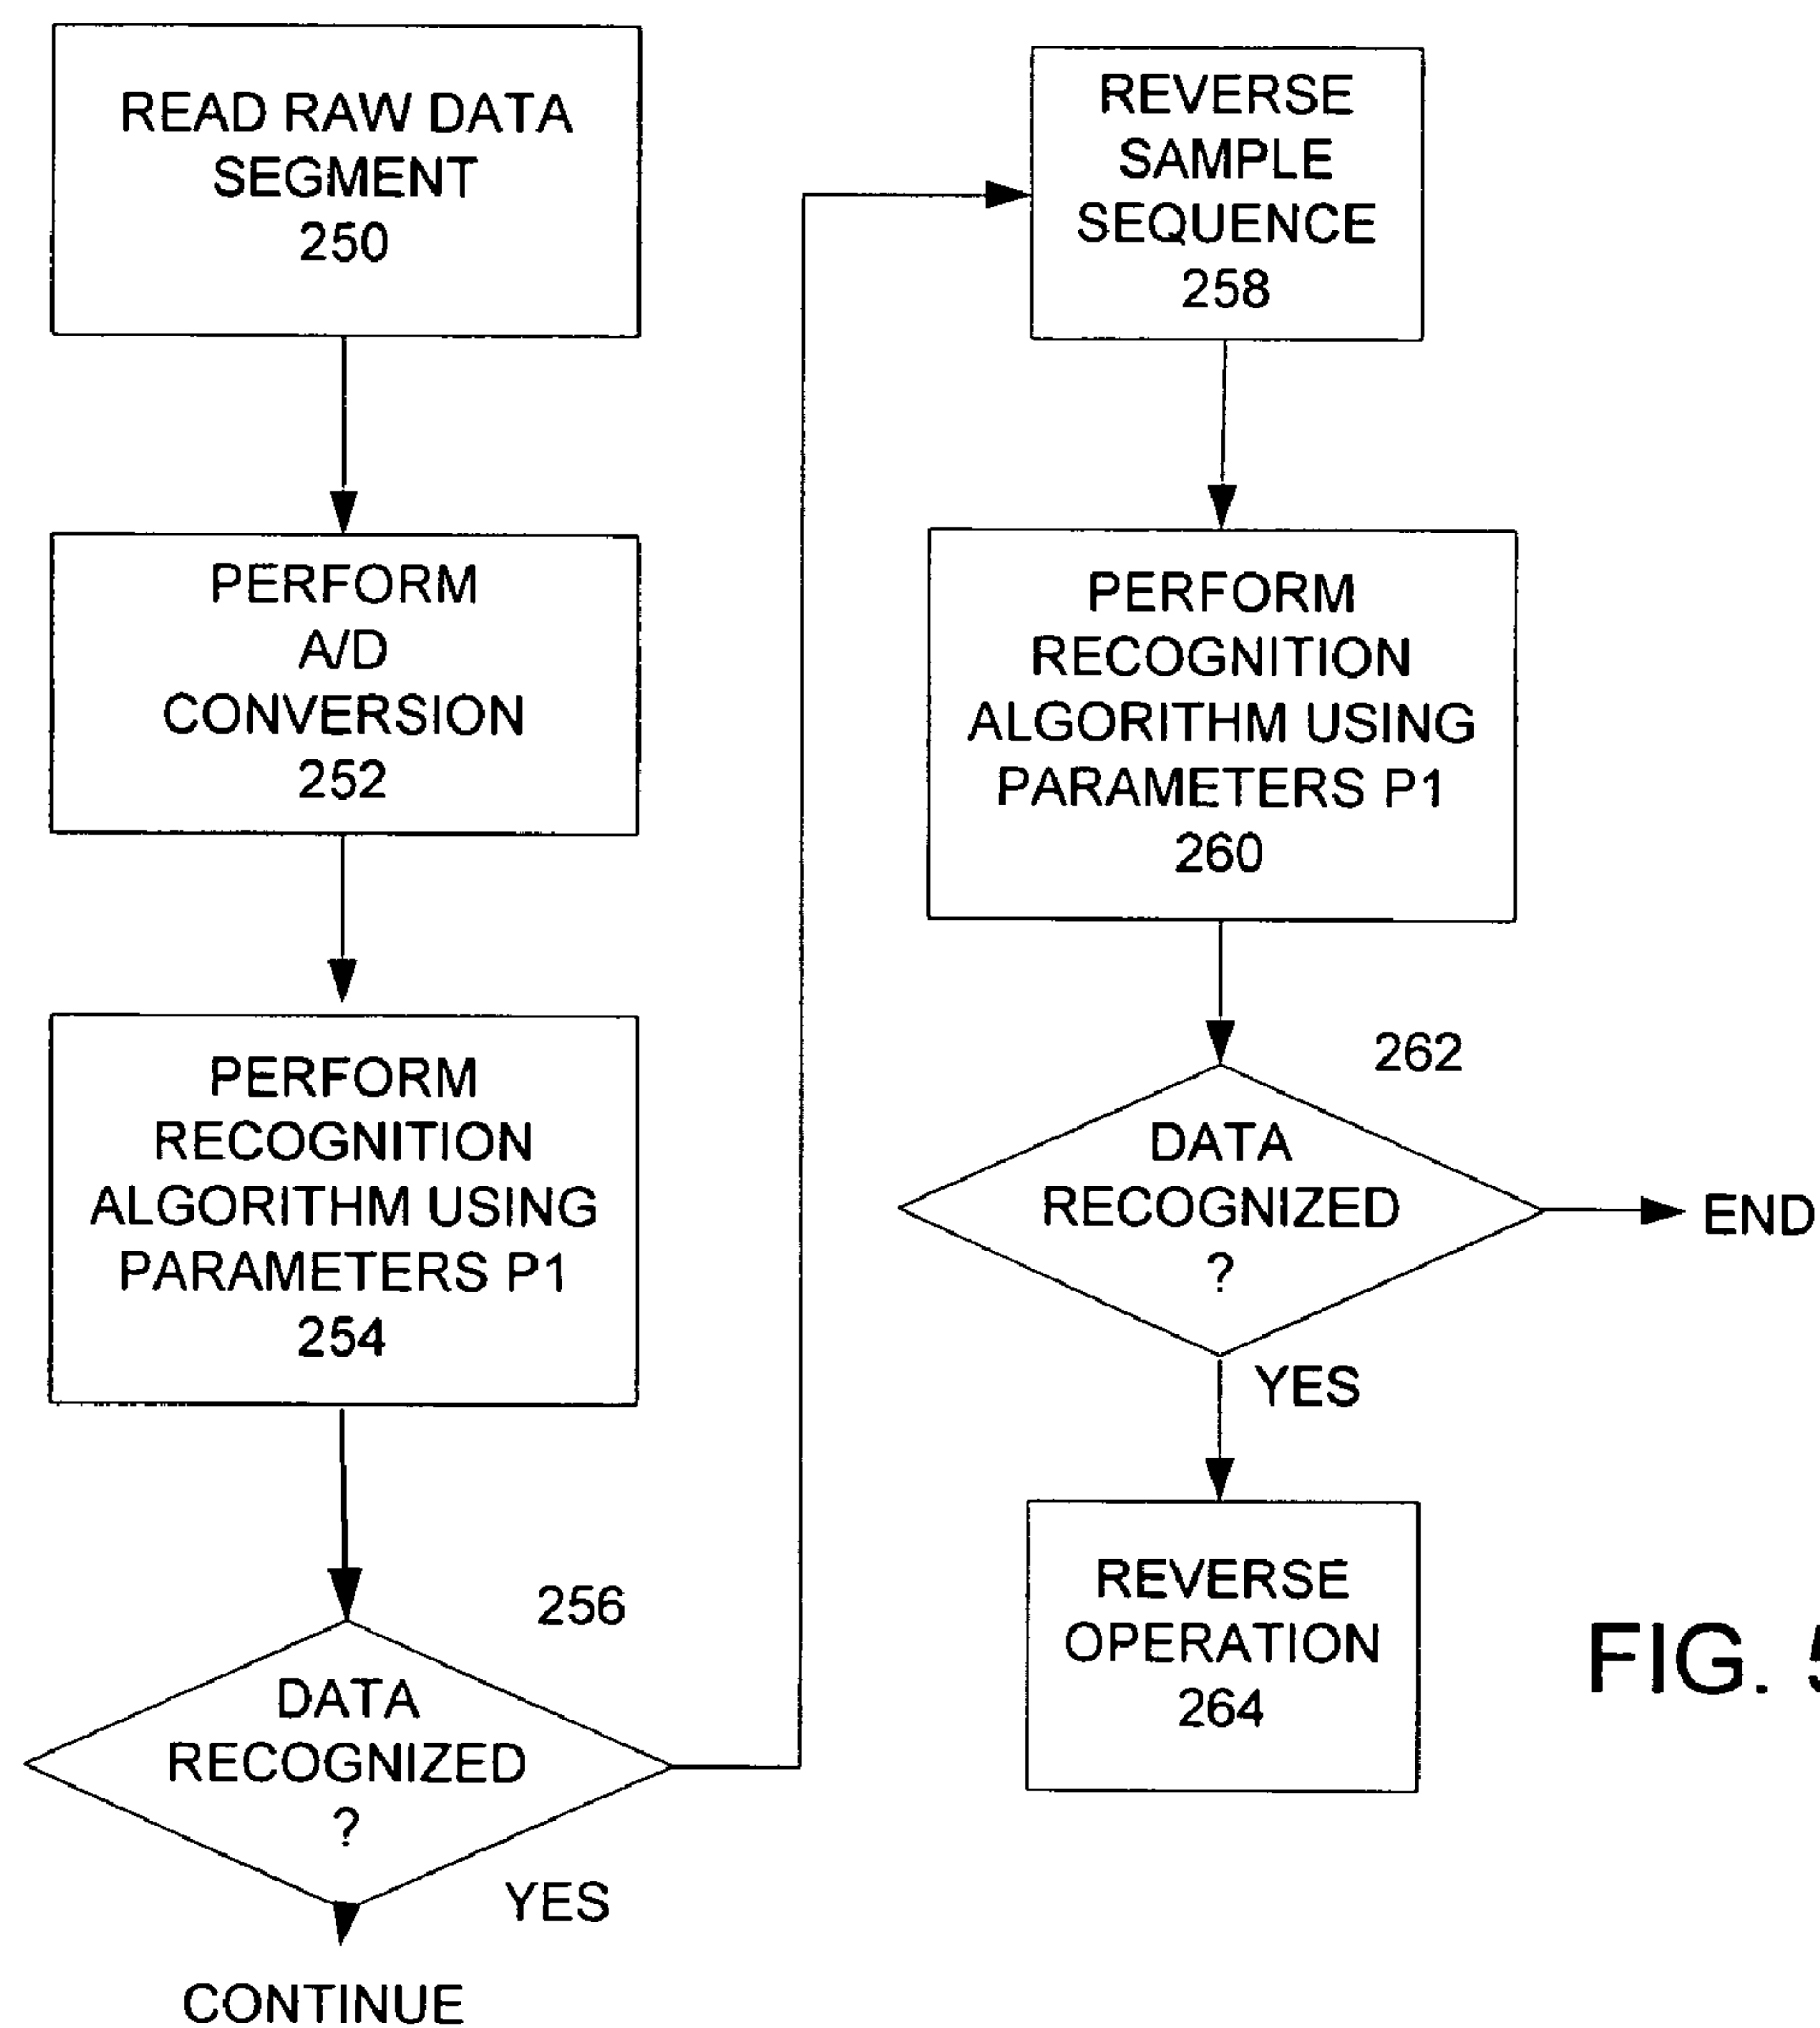 READ RAW DATA
SEGMENT
250
PERFORM
A/D
CONVERSION
252
PERFORM
RECOGNITION
ALGORITHM USING
PARAMETERS P1
254
256
DATA
RECOGNIZED
?
YES
CONTINUE
REVERSE
SAMPLE
SEQUENCE
258
PERFORM
RECOGNITION
ALGORITHM USING
PARAMETERS P1
260
262
DATA
RECOGNIZED
?
END
YES
REVERSE
OPERATION
264
FIG. 5